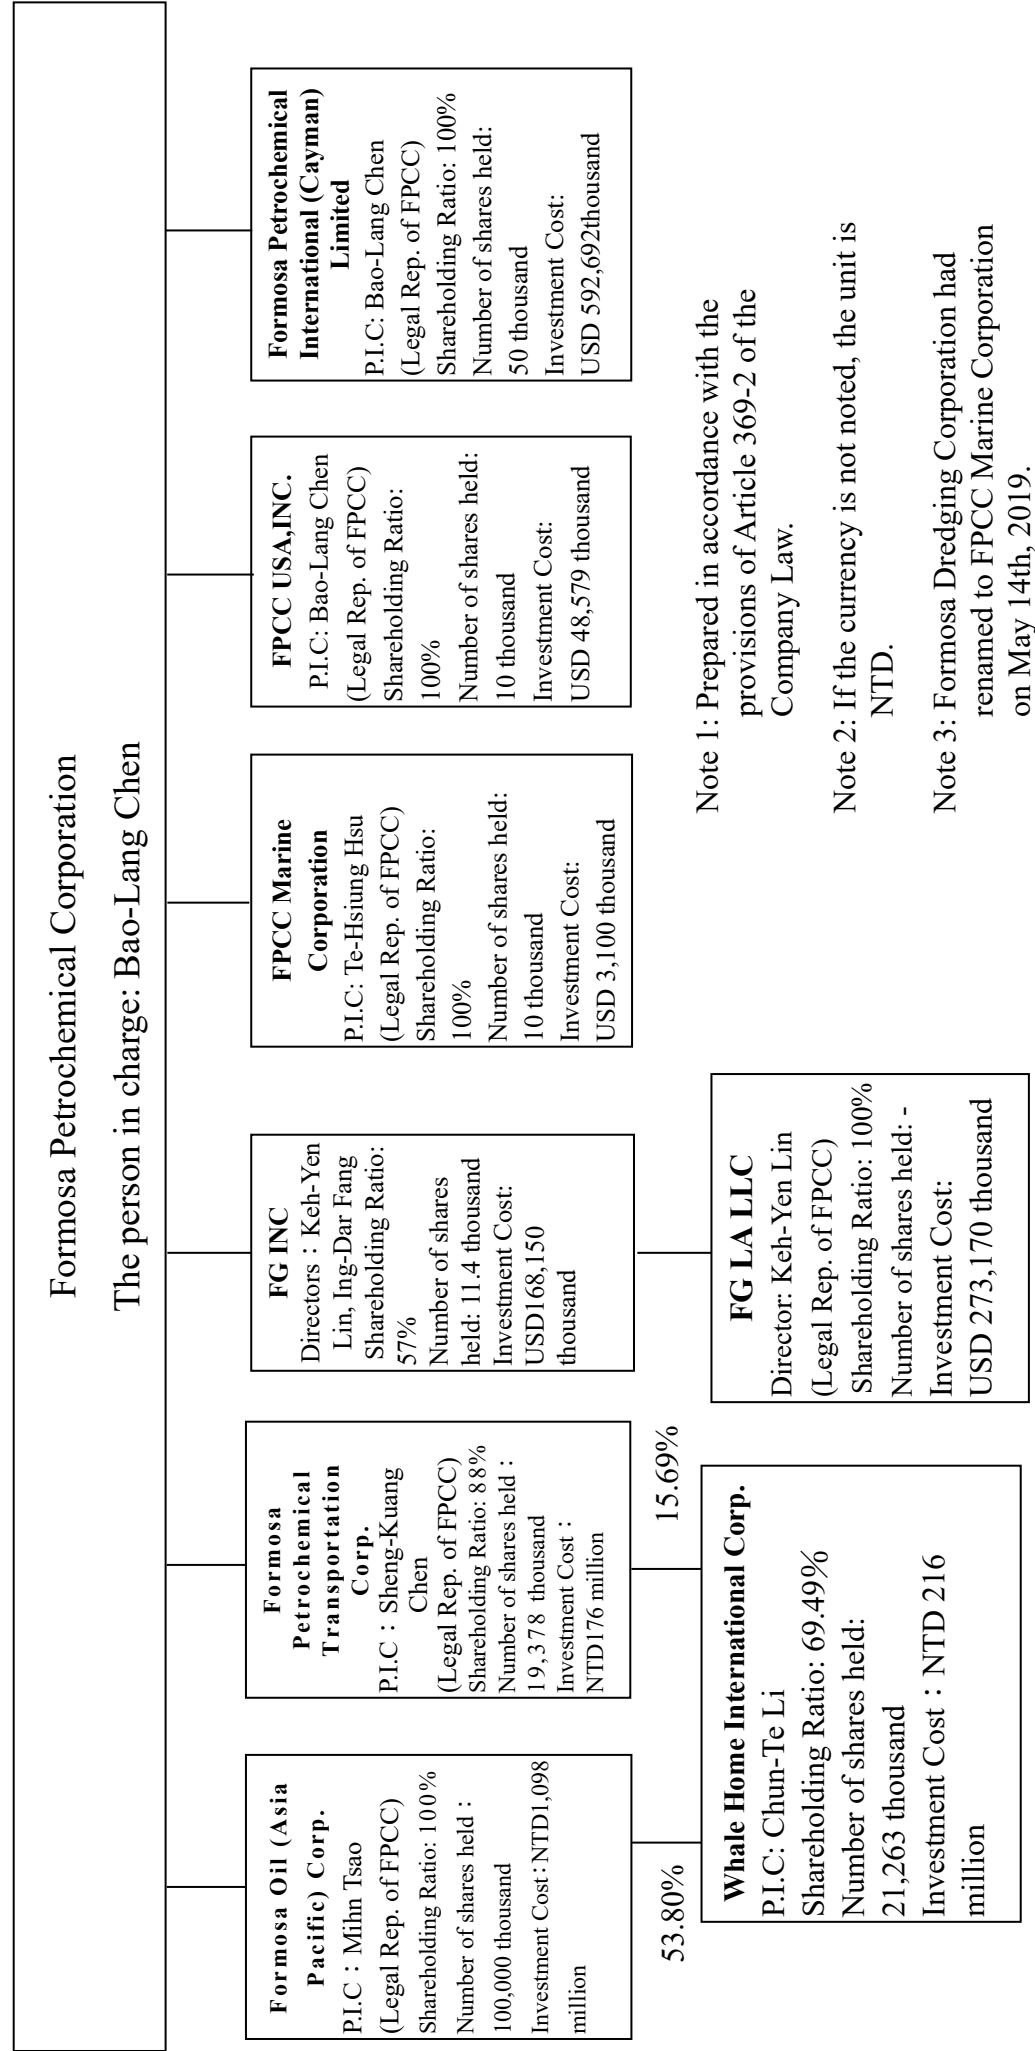 Formosa Petrochemical Corporation
The person in charge: Bao-Lang Chen
Formosa Oil (Asia
Pacific) Corp.
P.I.C：Mihn Tsao
(Legal Rep. of FPCC)
Shareholding Ratio: 100%
Number of shares held：
100,000 thousand
Investment Cost：NTD1,098
million
Formosa
Petrochemical
Transportation
Corp.
P.I.C：Sheng-Kuang
Chen
(Legal Rep. of FPCC)
Shareholding Ratio: 88%
Number of shares held：
19,378 thousand
Investment Cost：
NTD176 million
FG INC
Directors：Keh-Yen
Lin, Ing-Dar Fang
Shareholding Ratio:
57%
Number of shares
held: 11.4 thousand
Investment Cost:
USD168,150
thousand
FPCC Marine
Corporation
P.I.C: Te-Hsiung Hsu
(Legal Rep. of FPCC)
Shareholding Ratio:
100%
Number of shares held:
10 thousand
Investment Cost:
USD 3,100 thousand
FPCC USA,INC.
P.I.C: Bao-Lang Chen
(Legal Rep. of FPCC)
Shareholding Ratio:
100%
Number of shares held:
10 thousand
Investment Cost:
USD 48,579 thousand
Formosa Petrochemical
International (Cayman)
Limited
P.I.C: Bao-Lang Chen
(Legal Rep. of FPCC)
Shareholding Ratio: 100%
Number of shares held:
50 thousand
Investment Cost:
USD 592,692thousand
53.80%
15.69%
Whale Home International Corp.
P.I.C: Chun-Te Li
Shareholding Ratio: 69.49%
Number of shares held:
21,263 thousand
Investment Cost：NTD 216
million
FG LA LLC
Director: Keh-Yen Lin
(Legal Rep. of FPCC)
Shareholding Ratio: 100%
Number of shares held: -
Investment Cost:
USD 273,170 thousand
Note 1: Prepared in accordance with the
provisions of Article 369-2 of the
Company Law.
Note 2: If the currency is not noted, the unit is
NTD.
Note 3: Formosa Dredging Corporation had
renamed to FPCC Marine Corporation
on May 14th, 2019.